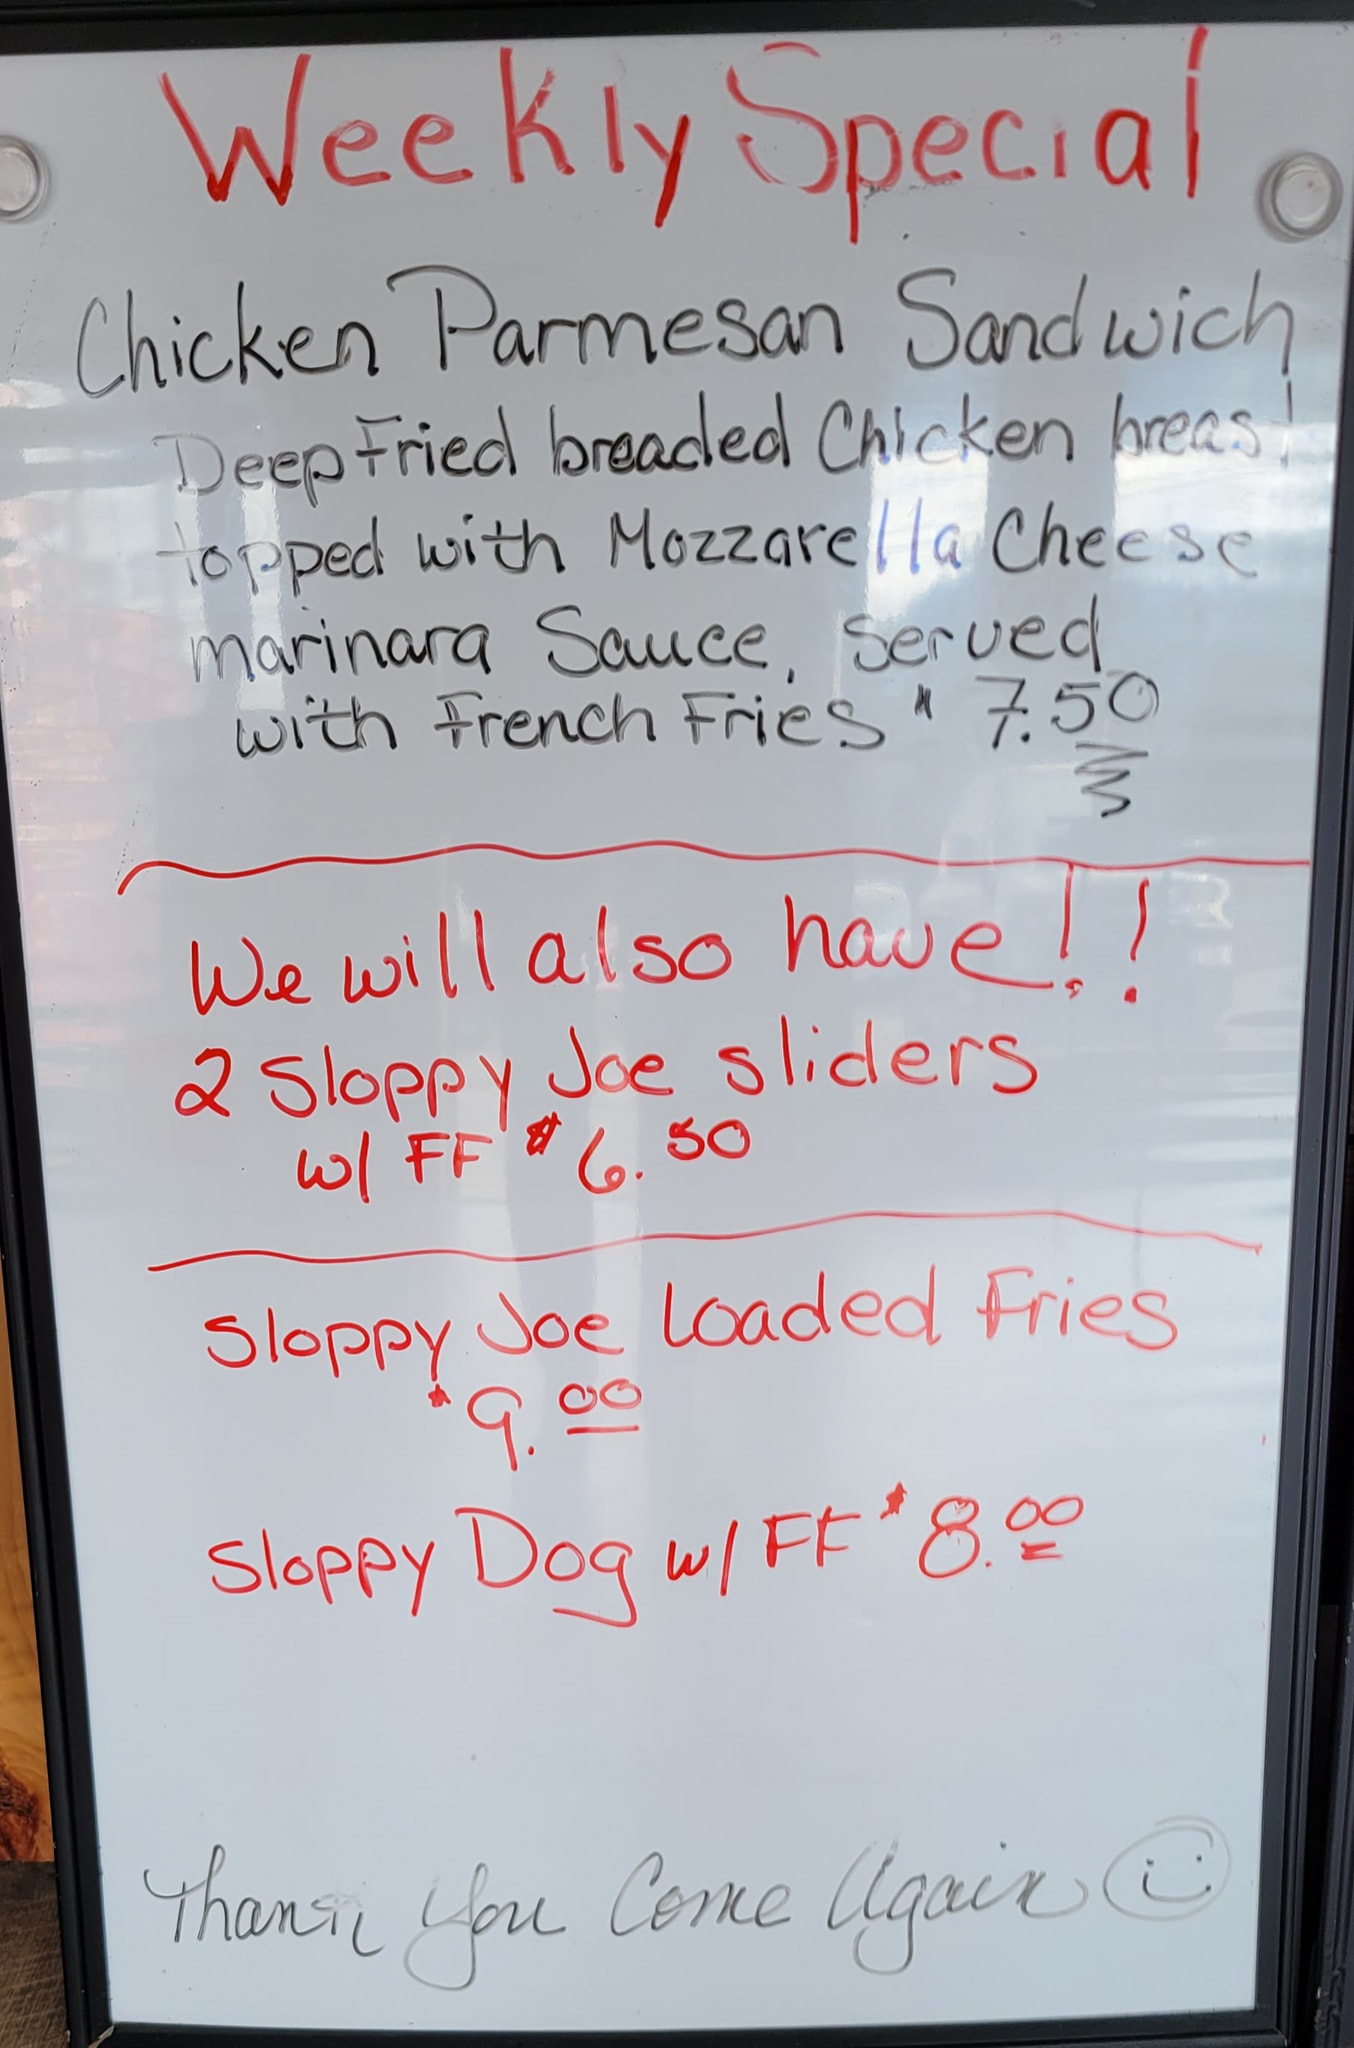 Weekly Special
Chicken Parmesan Sandwich
Deep Fried breaded Chicken breast
topped with Mozzarella Cheese
marinara Sauce, served
with French Fries $ 7.50
We will also have!!
2 Sloppy Joe sliders
w/ FF $ 6.50
Sloppy Joe Loaded Fries
$ 9.00
Sloppy Dog w/ FF $ 8.00
Thank You Come Again